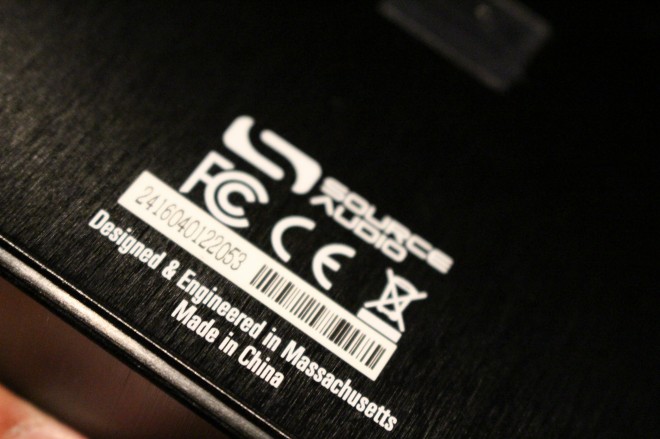 SOURCE
AUDIO
FC CE
2416040122053
Designed & Engineered in Massachusetts
Made in China